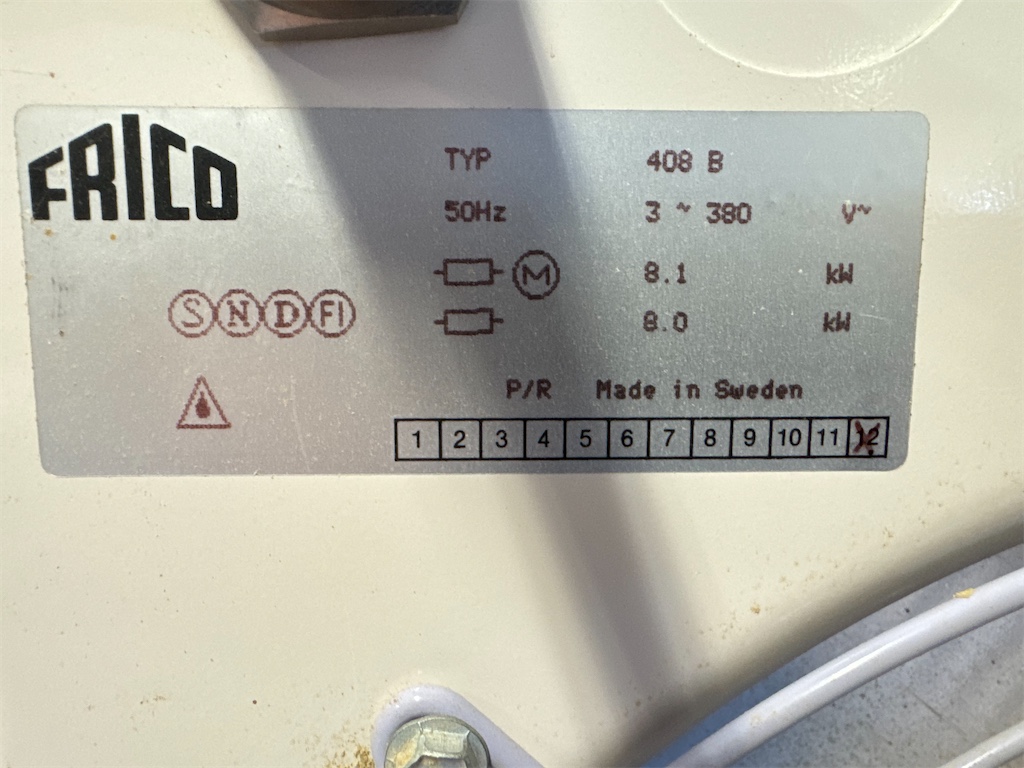 FRICO
TYP 408 B
50Hz 3 ~ 380 V~
M 8.1 kW
8.0 kW
S N D FI
P/R Made in Sweden
1 2 3 4 5 6 7 8 9 10 11 12